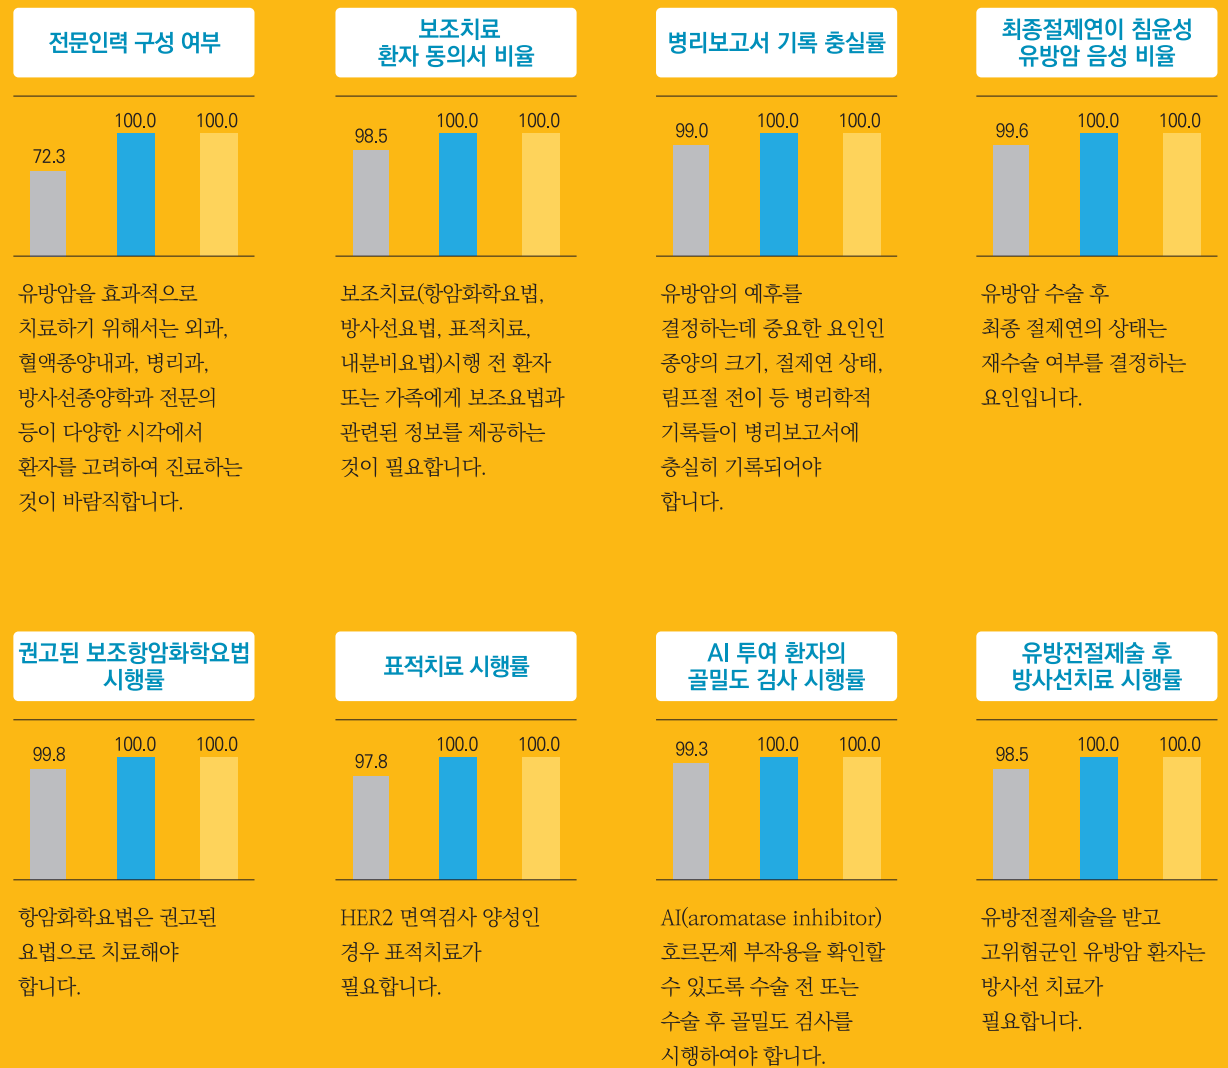 전문인력 구성 여부
72.3
100.0
100.0
유방암을 효과적으로
치료하기 위해서는 외과,
혈액종양내과, 병리과,
방사선종양학과 전문의
등이 다양한 시각에서
환자를 고려하여 진료하는
것이 바람직합니다.
보조치료
환자 동의서 비율
98.5
100.0
100.0
보조치료(항암화학요법,
방사선요법, 표적치료,
내분비요법)시행 전 환자
또는 가족에게 보조요법과
관련된 정보를 제공하는
것이 필요합니다.
병리보고서 기록 충실률
99.0
100.0
100.0
유방암의 예후를
결정하는데 중요한 요인인
종양의 크기, 절제연 상태,
림프절 전이 등 병리학적
기록들이 병리보고서에
충실히 기록되어야
합니다.
최종절제연이 침윤성
유방암 음성 비율
99.6
100.0
100.0
유방암 수술 후
최종 절제연의 상태는
재수술 여부를 결정하는
요인입니다.
권고된 보조항암화학요법
시행률
99.8
100.0
100.0
항암화학요법은 권고된
요법으로 치료해야
합니다.
표적치료 시행률
97.8
100.0
100.0
HER2 면역검사 양성인
경우 표적치료가
필요합니다.
AI 투여 환자의
골밀도 검사 시행률
99.3
100.0
100.0
AI(aromatase inhibitor)
호르몬제 부작용을 확인할
수 있도록 수술 전 또는
수술 후 골밀도 검사를
시행하여야 합니다.
유방전절제술 후
방사선치료 시행률
98.5
100.0
100.0
유방전절제술을 받고
고위험군인 유방암 환자는
방사선 치료가
필요합니다.